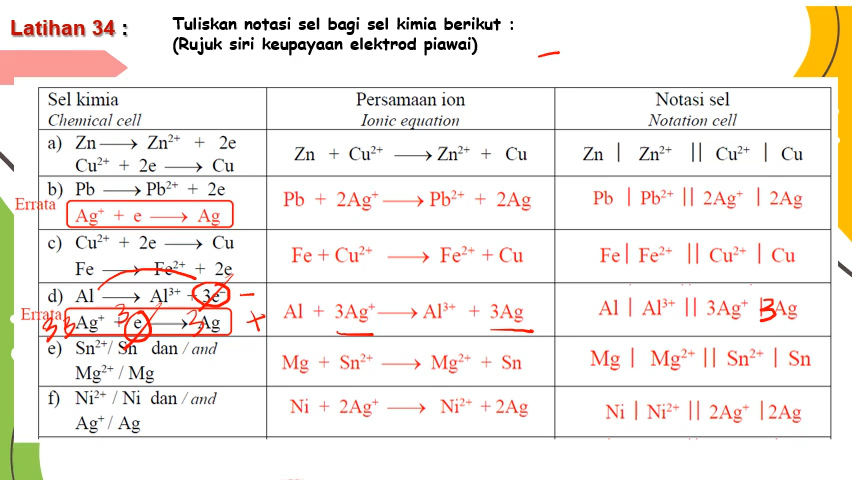 Latihan 34 :
Tuliskan notasi sel bagi sel kimia berikut :
(Rujuk siri keupayaan elektrod piawai)
Sel kimia
Chemical cell
Persamaan ion
Ionic equation
Notasi sel
Notation cell
a) Zn ⟶ Zn²⁺ + 2e
Cu²⁺ + 2e ⟶ Cu
Zn + Cu²⁺ ⟶ Zn²⁺ + Cu
Zn | Zn²⁺ || Cu²⁺ | Cu
b) Pb ⟶ Pb²⁺ + 2e
Errata
Ag⁺ + e ⟶ Ag
Pb + 2Ag⁺ ⟶ Pb²⁺ + 2Ag
Pb | Pb²⁺ || 2Ag⁺ | 2Ag
c) Cu²⁺ + 2e ⟶ Cu
Fe ⟶ Fe²⁺ + 2e
Fe + Cu²⁺ ⟶ Fe²⁺ + Cu
Fe | Fe²⁺ || Cu²⁺ | Cu
d) Al ⟶ Al³⁺ + 3e⁻ −
Errata
33 Ag⁺ + 3 e ⟶ 3 Ag +
Al + 3Ag⁺ ⟶ Al³⁺ + 3Ag
Al | Al³⁺ || 3Ag⁺ | 3Ag
e) Sn²⁺/ Sn dan / and
Mg²⁺ / Mg
Mg + Sn²⁺ ⟶ Mg²⁺ + Sn
Mg | Mg²⁺ || Sn²⁺ | Sn
f) Ni²⁺ / Ni dan / and
Ag⁺/ Ag
Ni + 2Ag⁺ ⟶ Ni²⁺ + 2Ag
Ni | Ni²⁺ || 2Ag⁺ | 2Ag